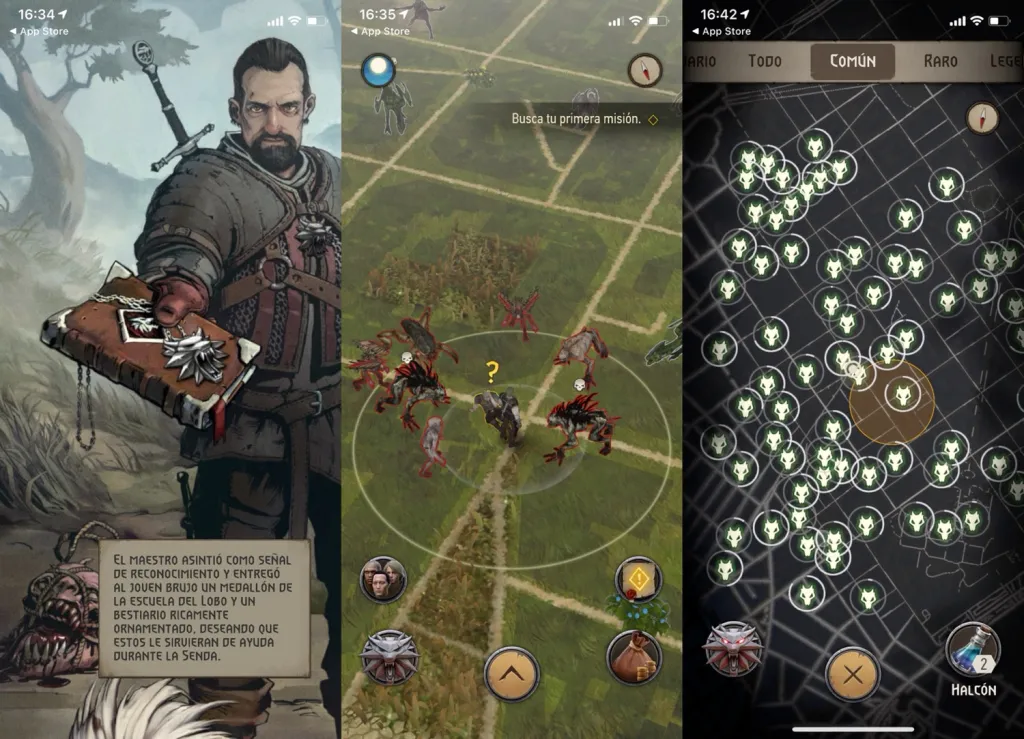 16:34
◀ App Store
EL MAESTRO ASINTIÓ COMO SEÑAL
DE RECONOCIMIENTO Y ENTREGÓ
AL JOVEN BRUJO UN MEDALLÓN DE
LA ESCUELA DEL LOBO Y UN
BESTIARIO RICAMENTE
ORNAMENTADO, DESEANDO QUE
ESTOS LE SIRVIERAN DE AYUDA
DURANTE LA SENDA.
16:35
◀ App Store
Busca tu primera misión.
?
16:42
◀ App Store
ARIO TODO COMÚN RARO LEGE
2
HALCÓN